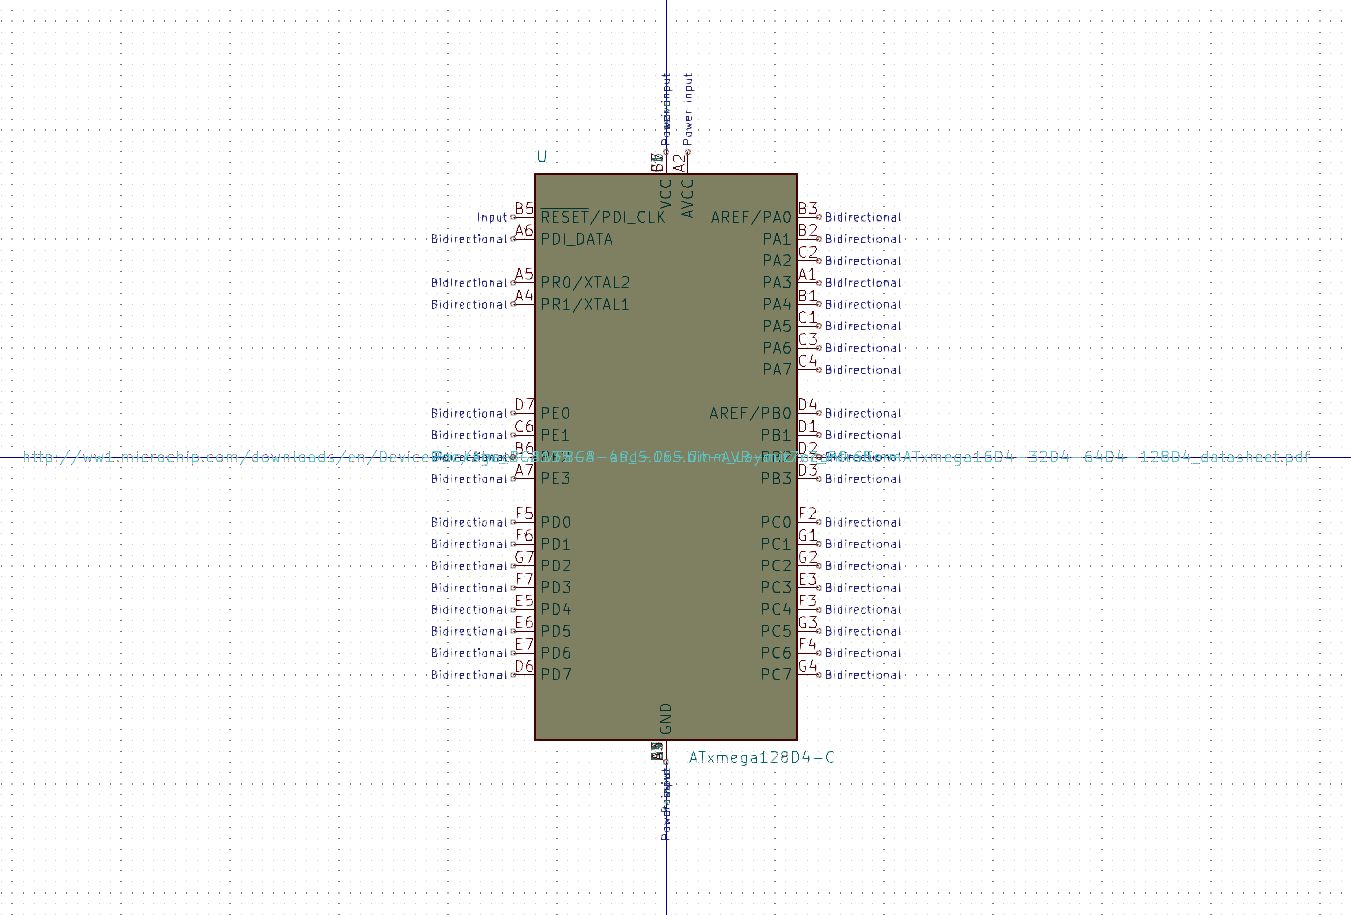 Power input
Power input
U
A2
VCC
AVCC
Input B5 RESET/PDI_CLK AREF/PA0 B3 Bidirectional
Bidirectional A6 PDI_DATA PA1 B2 Bidirectional
PA2 C2 Bidirectional
Bidirectional A5 PR0/XTAL2 PA3 A1 Bidirectional
Bidirectional A4 PR1/XTAL1 PA4 B1 Bidirectional
PA5 C1 Bidirectional
PA6 C3 Bidirectional
PA7 C4 Bidirectional
Bidirectional D7 PE0 AREF/PB0 D4 Bidirectional
Bidirectional C6 PE1 PB1 D1 Bidirectional
B6 D2
http://ww1.microchip.com/downloads/en/ ATxmega16D4-32D4-64D4-128D4_datasheet.pdf
Bidirectional A7 PE3 PB3 D3 Bidirectional
Bidirectional F5 PD0 PC0 F2 Bidirectional
Bidirectional F6 PD1 PC1 G1 Bidirectional
Bidirectional G7 PD2 PC2 G2 Bidirectional
Bidirectional F7 PD3 PC3 E3 Bidirectional
Bidirectional E5 PD4 PC4 F3 Bidirectional
Bidirectional E6 PD5 PC5 G3 Bidirectional
Bidirectional E7 PD6 PC6 F4 Bidirectional
Bidirectional D6 PD7 PC7 G4 Bidirectional
GND
ATxmega128D4-C
Power input